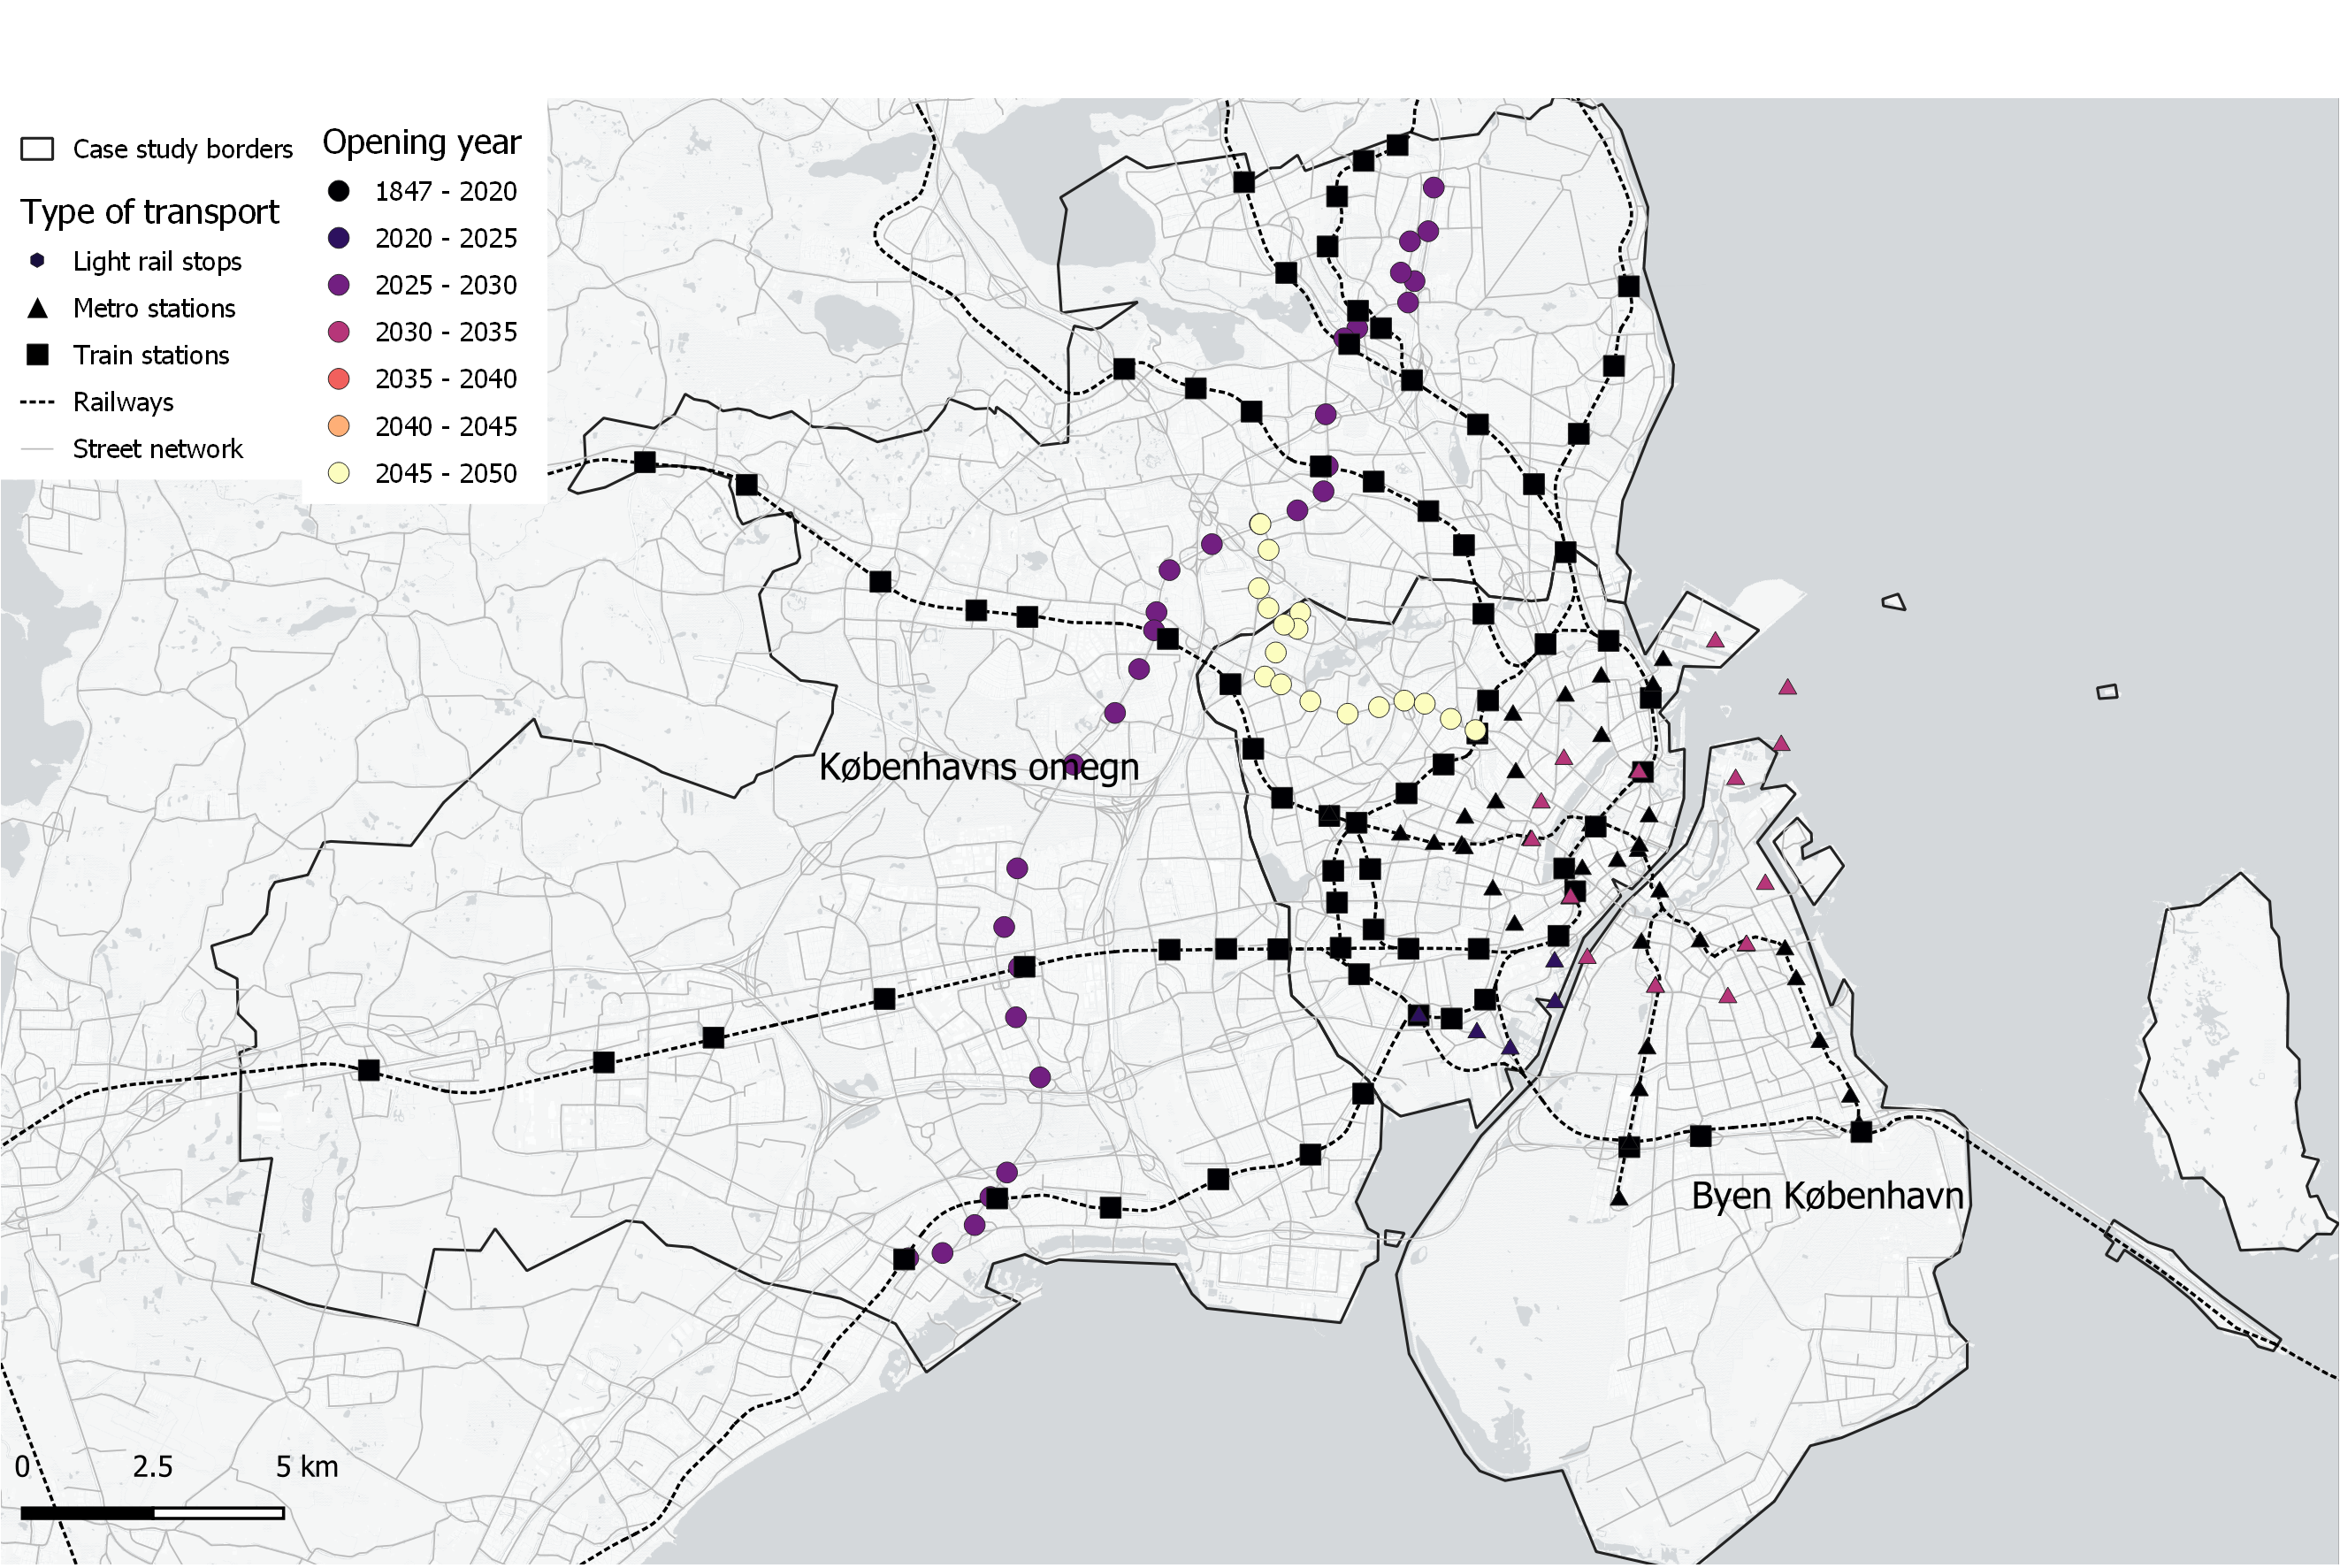 Case study borders
Type of transport
Light rail stops
Metro stations
Train stations
Railways
Street network
Opening year
1847 - 2020
2020 - 2025
2025 - 2030
2030 - 2035
2035 - 2040
2040 - 2045
2045 - 2050
Københavns omegn
Byen København
0 2.5 5 km